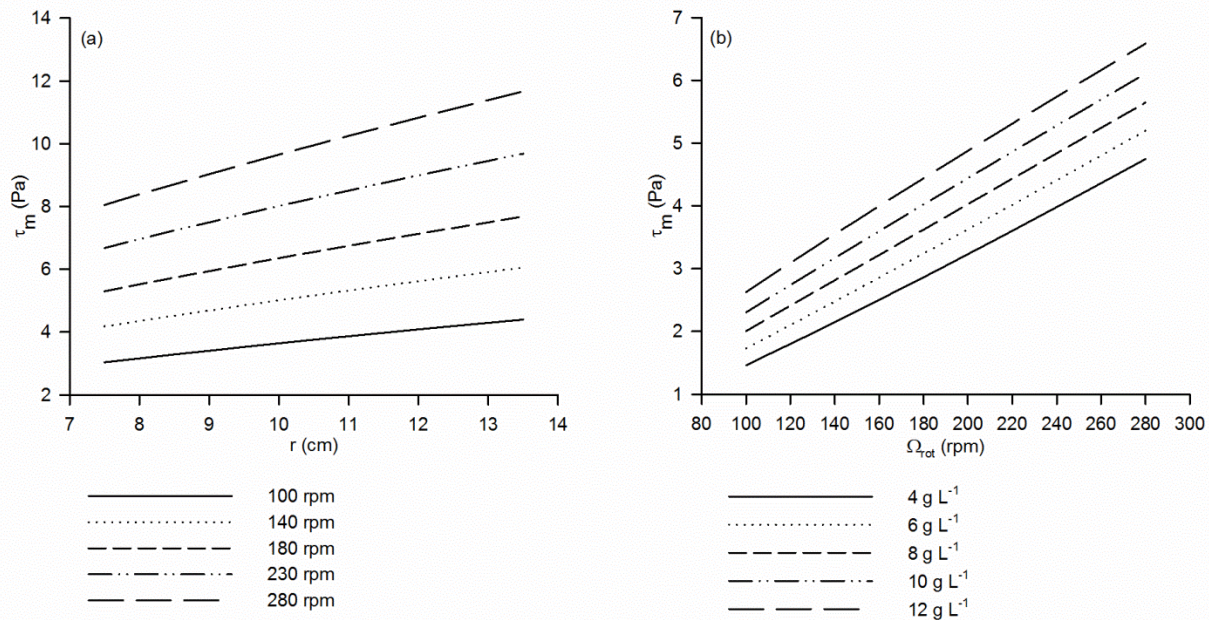 (a)
14
12
10
8
6
4
2
τm (Pa)
7 8 9 10 11 12 13 14
r (cm)
100 rpm
140 rpm
180 rpm
230 rpm
280 rpm
(b)
7
6
5
4
3
2
1
τm (Pa)
80 100 120 140 160 180 200 220 240 260 280 300
Ωrot (rpm)
4 g L-1
6 g L-1
8 g L-1
10 g L-1
12 g L-1